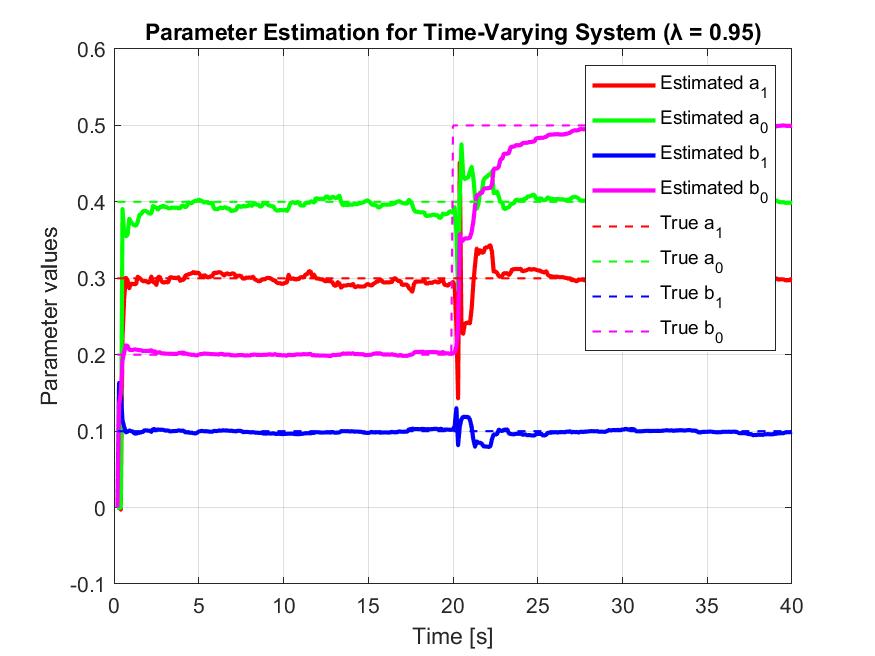 Parameter Estimation for Time-Varying System (λ = 0.95)
0.6
0.5
0.4
0.3
0.2
0.1
0
-0.1
Parameter values
Estimated a₁
Estimated a₀
Estimated b₁
Estimated b₀
True a₁
True a₀
True b₁
True b₀
0 5 10 15 20 25 30 35 40
Time [s]